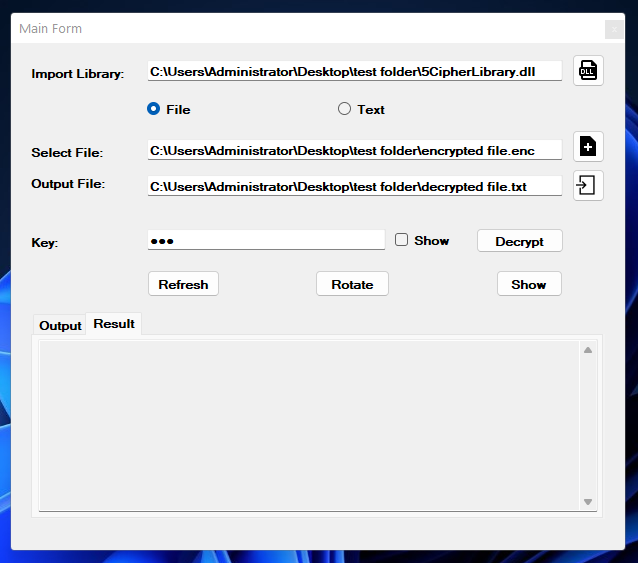 Main Form
Import Library: C:\Users\Administrator\Desktop\test folder\5CipherLibrary.dll DLL
File Text
Select File: C:\Users\Administrator\Desktop\test folder\encrypted file.enc
Output File: C:\Users\Administrator\Desktop\test folder\decrypted file.txt
Key: ●●● Show Decrypt
Refresh Rotate Show
Output Result